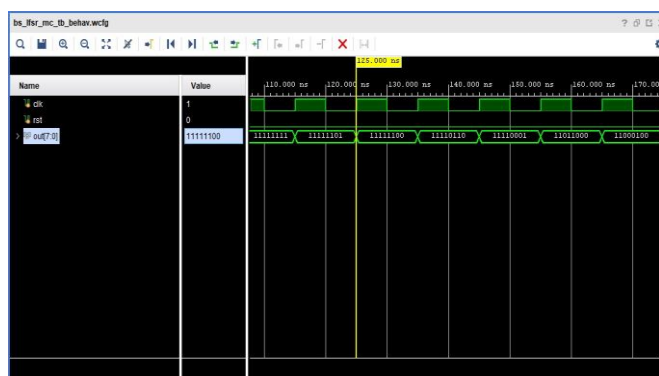 bs_lfsr_mc_tb_behav.wcfg
125.000 ns
Name Value
110.000 ns 120.000 ns 130.000 ns 140.000 ns 150.000 ns 160.000 ns 170.00
clk 1
rst 0
out[7:0] 11111100 11111111 11111101 11111100 11110110 11110001 11011000 11000100